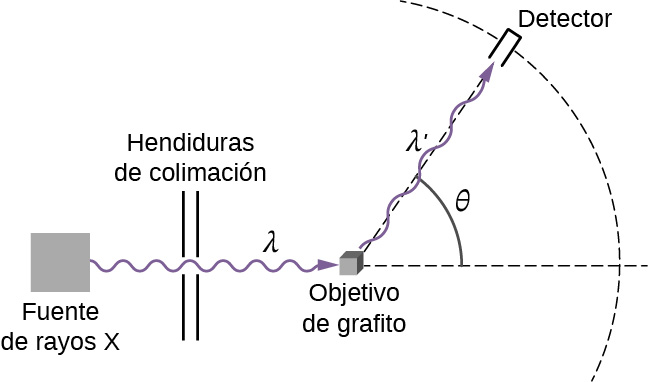 Detector
Hendiduras
de colimación
λ'
θ
λ
Objetivo
de grafito
Fuente
de rayos X